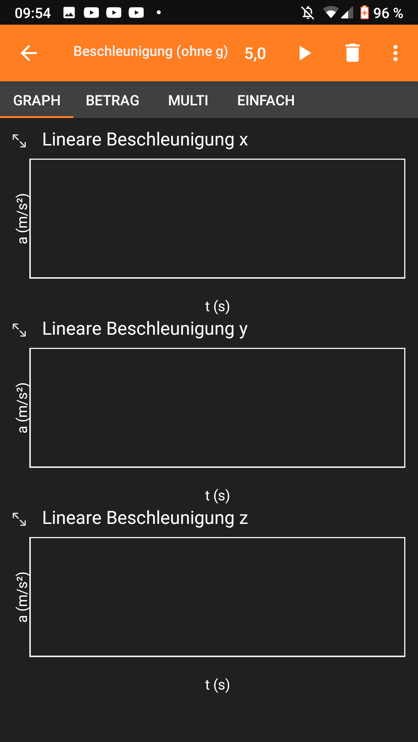 09:54
96 %
Beschleunigung (ohne g) 5,0
GRAPH BETRAG MULTI EINFACH
Lineare Beschleunigung x
a (m/s²)
t (s)
Lineare Beschleunigung y
a (m/s²)
t (s)
Lineare Beschleunigung z
a (m/s²)
t (s)